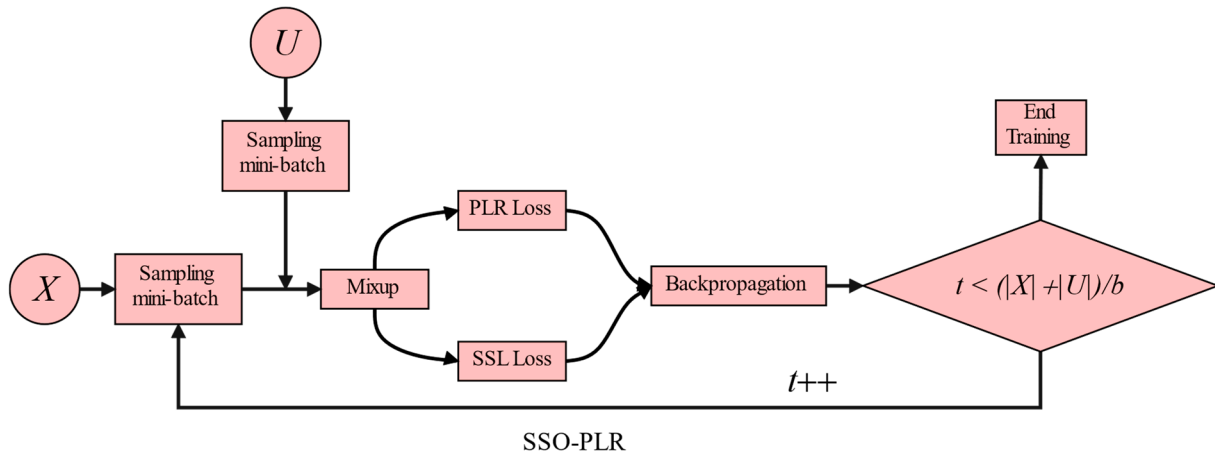 U
Sampling
mini-batch
End
Training
PLR Loss
X
Sampling
mini-batch
Mixup
Backpropagation
t < (|X| +|U|)/b
SSL Loss
t++
SSO-PLR